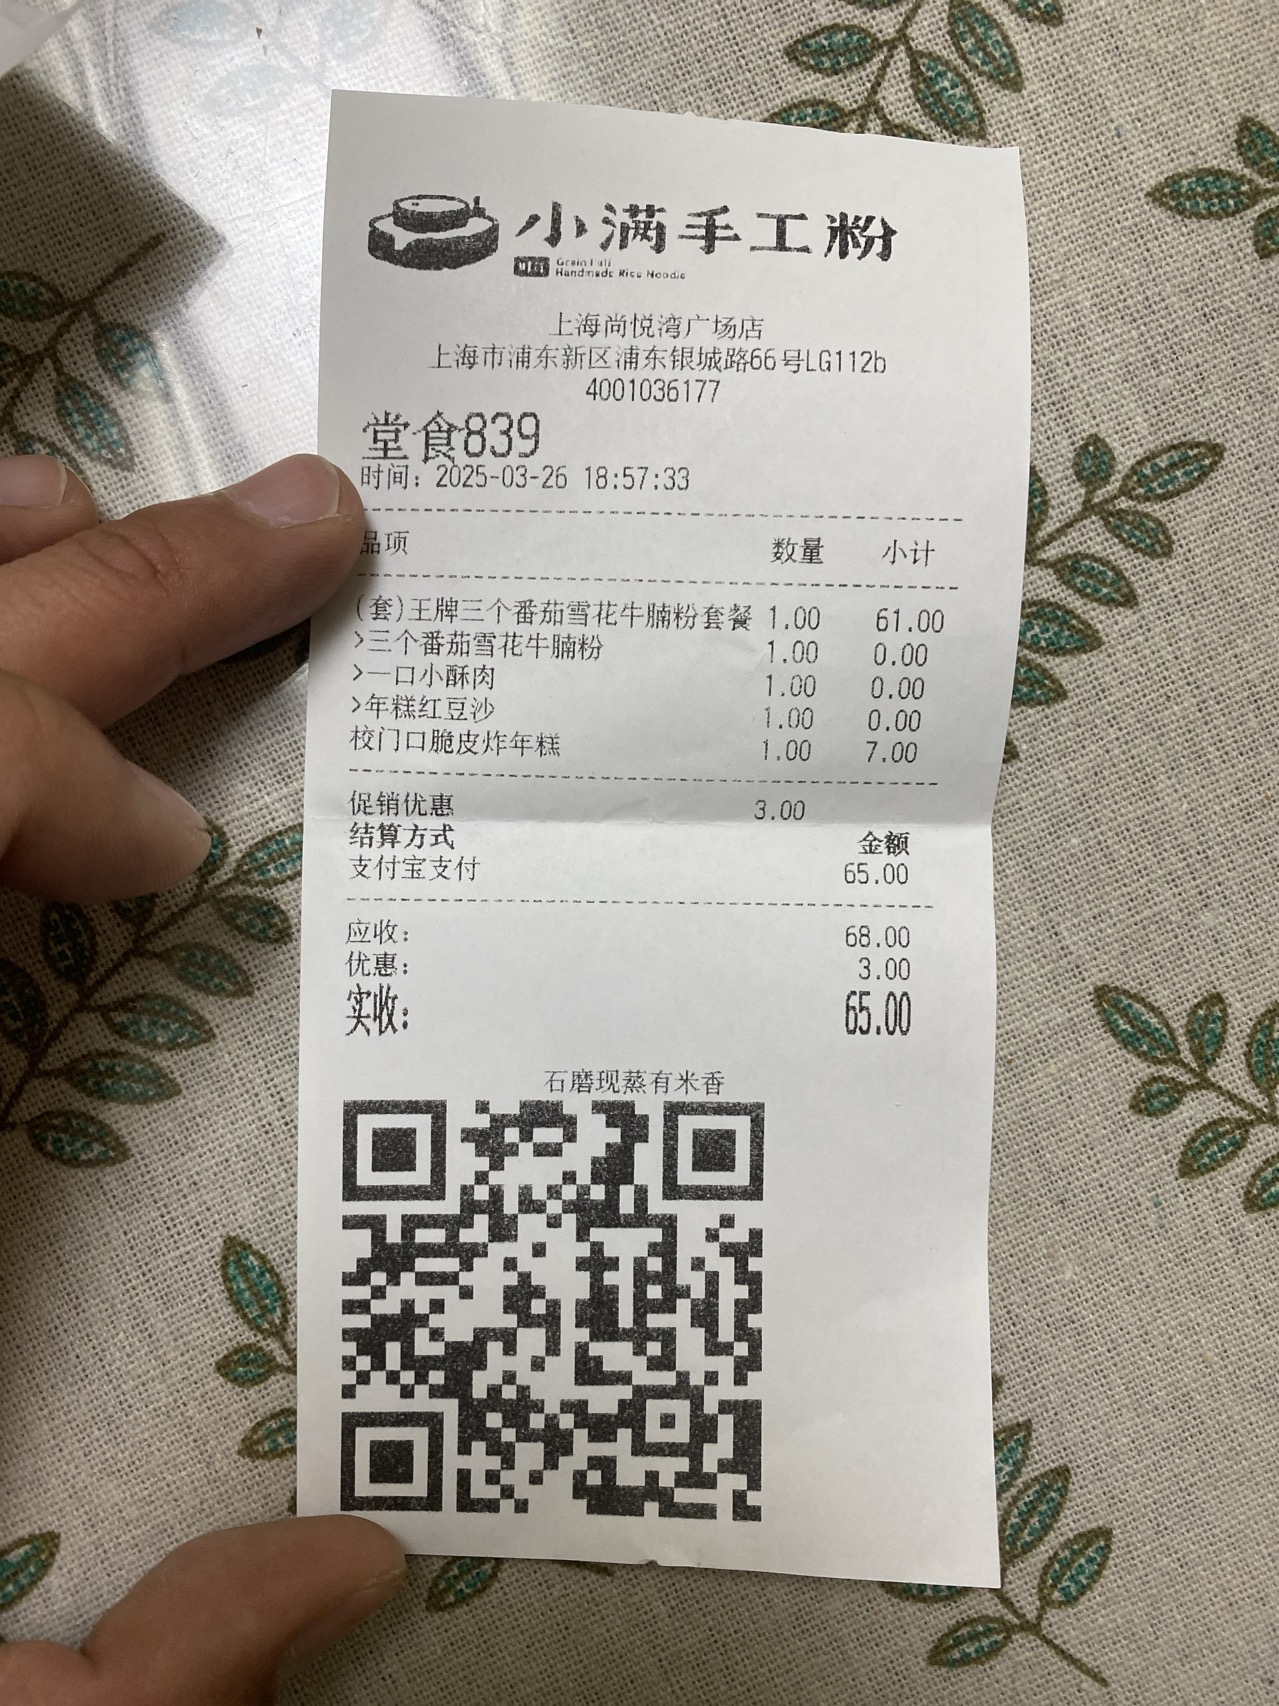 小满手工粉
Grain Full
Handmade Rice Noodle
上海尚悦湾广场店
上海市浦东新区浦东银城路66号LG112b
4001036177
堂食839
时间：2025-03-26 18:57:33
品项 数量 小计
(套)王牌三个番茄雪花牛腩粉套餐 1.00 61.00
>三个番茄雪花牛腩粉 1.00 0.00
>一口小酥肉 1.00 0.00
>年糕红豆沙 1.00 0.00
校门口脆皮炸年糕 1.00 7.00
促销优惠 3.00
结算方式 金额
支付宝支付 65.00
应收： 68.00
优惠： 3.00
实收： 65.00
石磨现蒸有米香